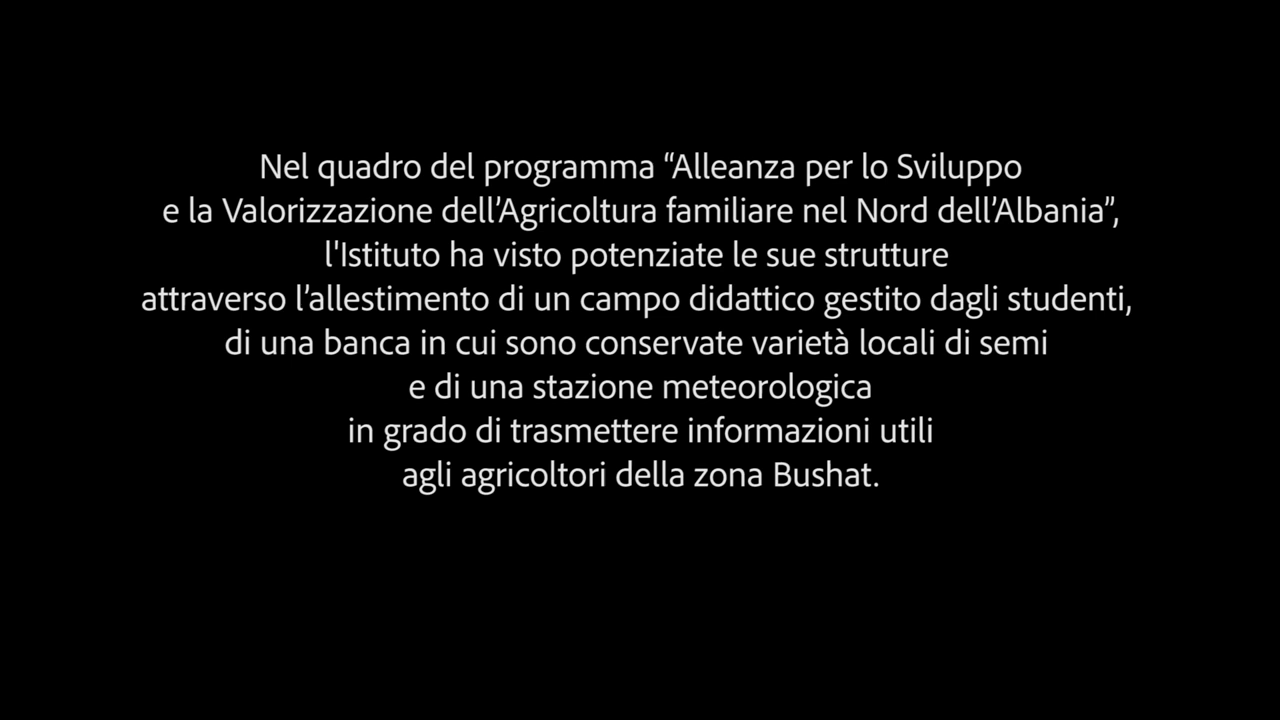 Nel quadro del programma “Alleanza per lo Sviluppo
e la Valorizzazione dell’Agricoltura familiare nel Nord dell’Albania”,
l'Istituto ha visto potenziate le sue strutture
attraverso l’allestimento di un campo didattico gestito dagli studenti,
di una banca in cui sono conservate varietà locali di semi
e di una stazione meteorologica
in grado di trasmettere informazioni utili
agli agricoltori della zona Bushat.